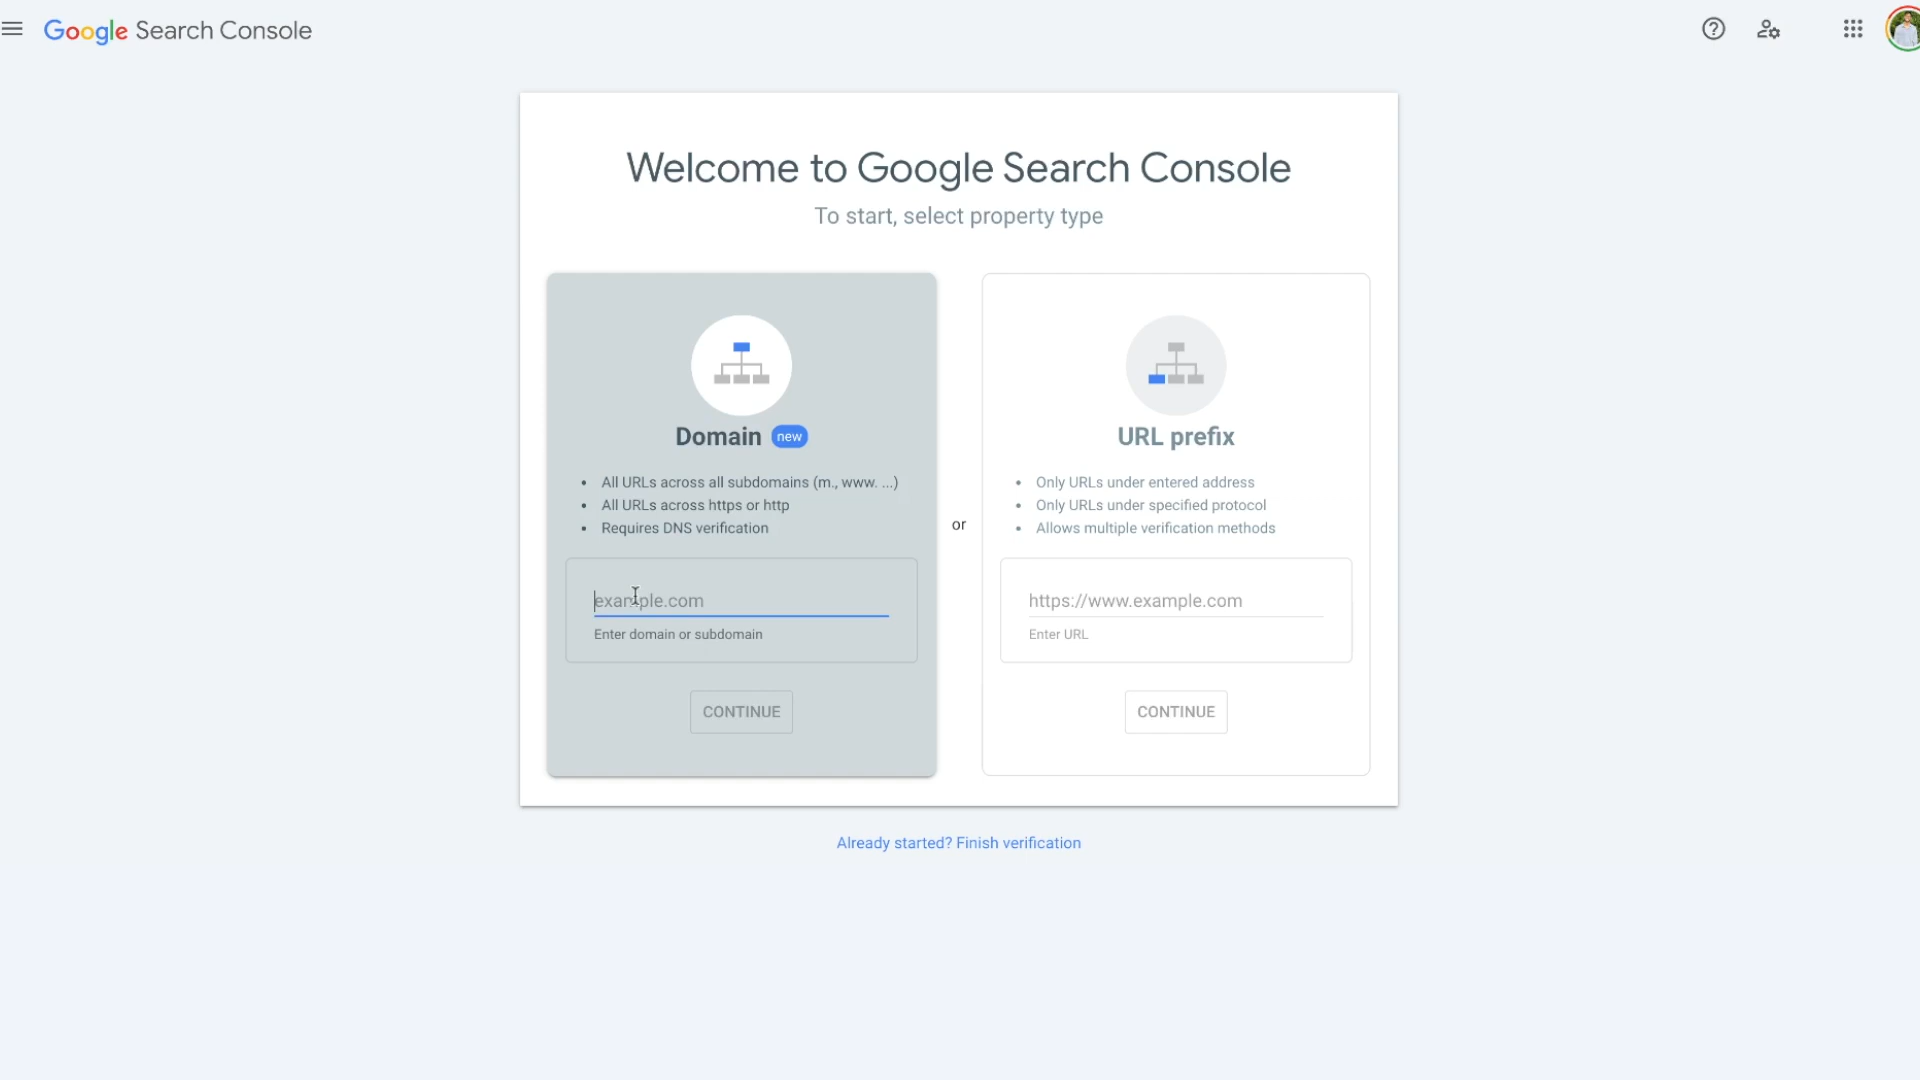 Google Search Console
Welcome to Google Search Console
To start, select property type
Domain new
All URLs across all subdomains (m., www. ...)
All URLs across https or http
Requires DNS verification
example.com
Enter domain or subdomain
CONTINUE
or
URL prefix
Only URLs under entered address
Only URLs under specified protocol
Allows multiple verification methods
https://www.example.com
Enter URL
CONTINUE
Already started? Finish verification